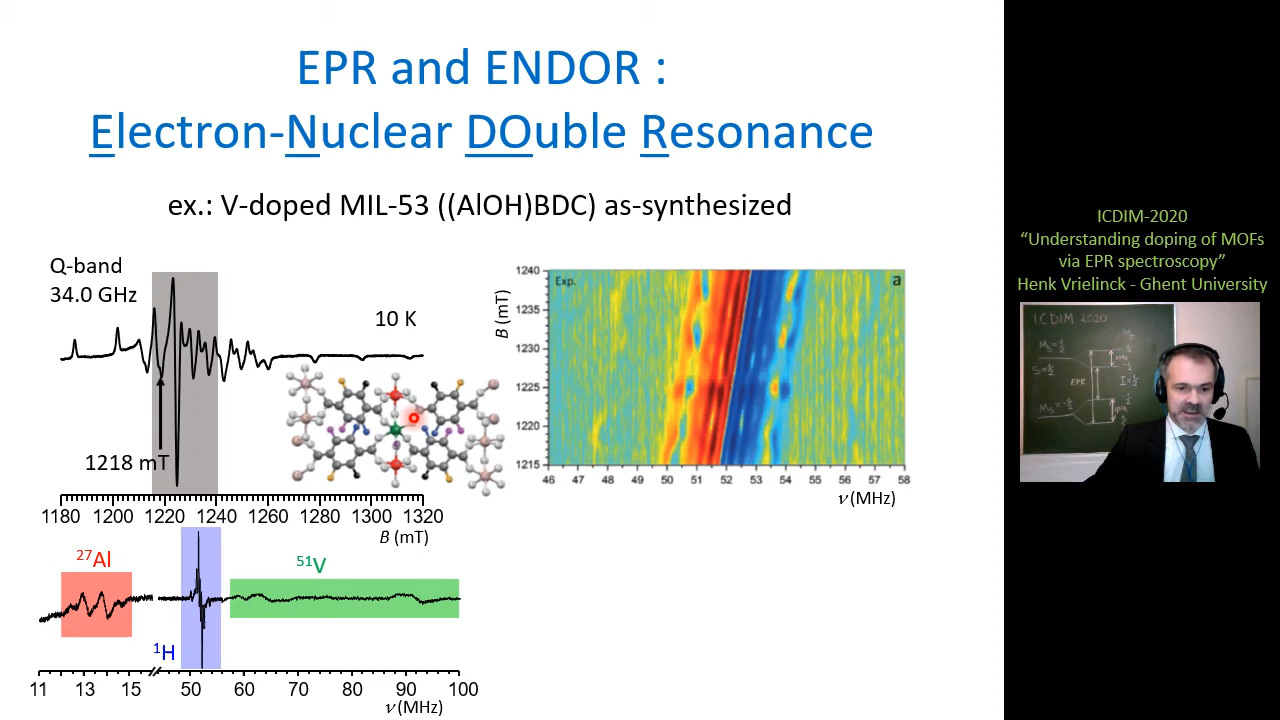 EPR and ENDOR :
Electron-Nuclear DOuble Resonance
ex.: V-doped MIL-53 ((AlOH)BDC) as-synthesized
Q-band
34.0 GHz
10 K
1218 mT
1180 1200 1220 1240 1260 1280 1300 1320
B (mT)
27Al
51V
1H
11 13 15 50 60 70 80 90 100
ν (MHz)
Exp.
a
B (mT)
1240
1235
1230
1225
1220
1215
46 47 48 49 50 51 52 53 54 55 56 57 58
ν (MHz)
ICDIM-2020
“Understanding doping of MOFs
via EPR spectroscopy”
Henk Vrielinck - Ghent University
ICDIM 2020
EPR